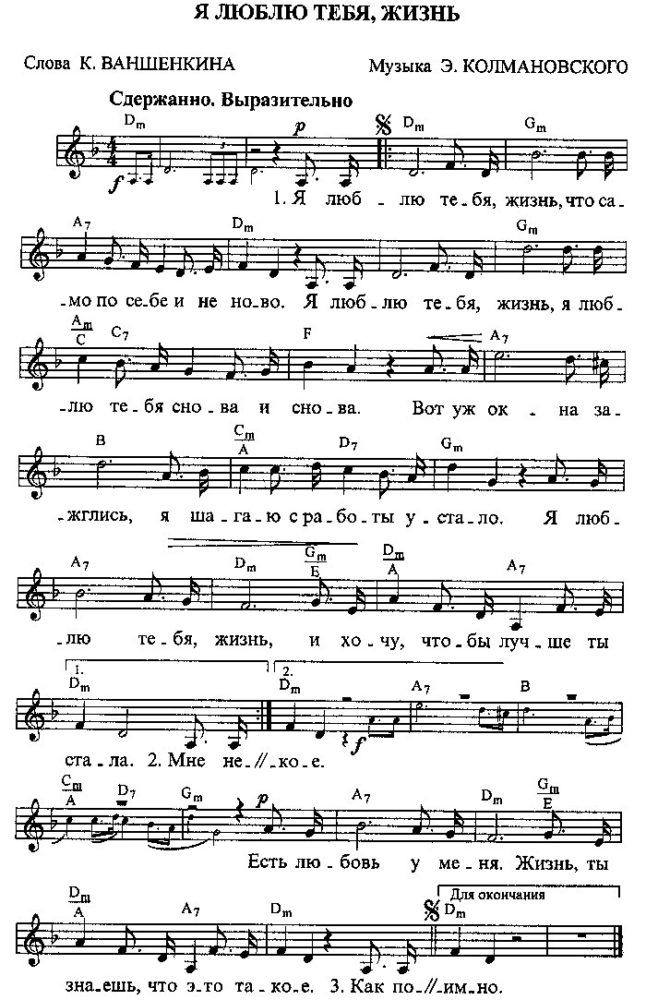 Я ЛЮБЛЮ ТЕБЯ, ЖИЗНЬ
Слова К. ВАНШЕНКИНА Музыка Э. КОЛМАНОВСКОГО
Сдержанно. Выразительно
Dm p Dm Gm
4 4 f 3 3
1. Я люб - лю те-бя, жизнь, что са-
A7 Dm Gm
-мо по се-бе и не но-во. Я люб-лю те-бя, жизнь, я люб-
Am/C C7 F A7
-лю те-бя сно-ва и сно-ва. Вот уж ок - на за-
B Cm/A D7 Gm
-жглись, я ша-га-ю с ра-бо-ты у-ста-ло. Я люб-
A7 Dm Gm/E Dm/A A7
-лю те-бя, жизнь, и хо-чу, что-бы луч-ше ты
1. 2.
Dm Dm A7 B
f
ста-ла. 2. Мне не-//-ко-е.
Cm/A D7 Gm p A7 Dm Gm/E
Есть лю-бовь у ме-ня. Жизнь, ты
Для окончания
Dm/A A7 Dm Dm
зна-ешь, что э-то та-ко-е. 3. Как по-//-им-но.